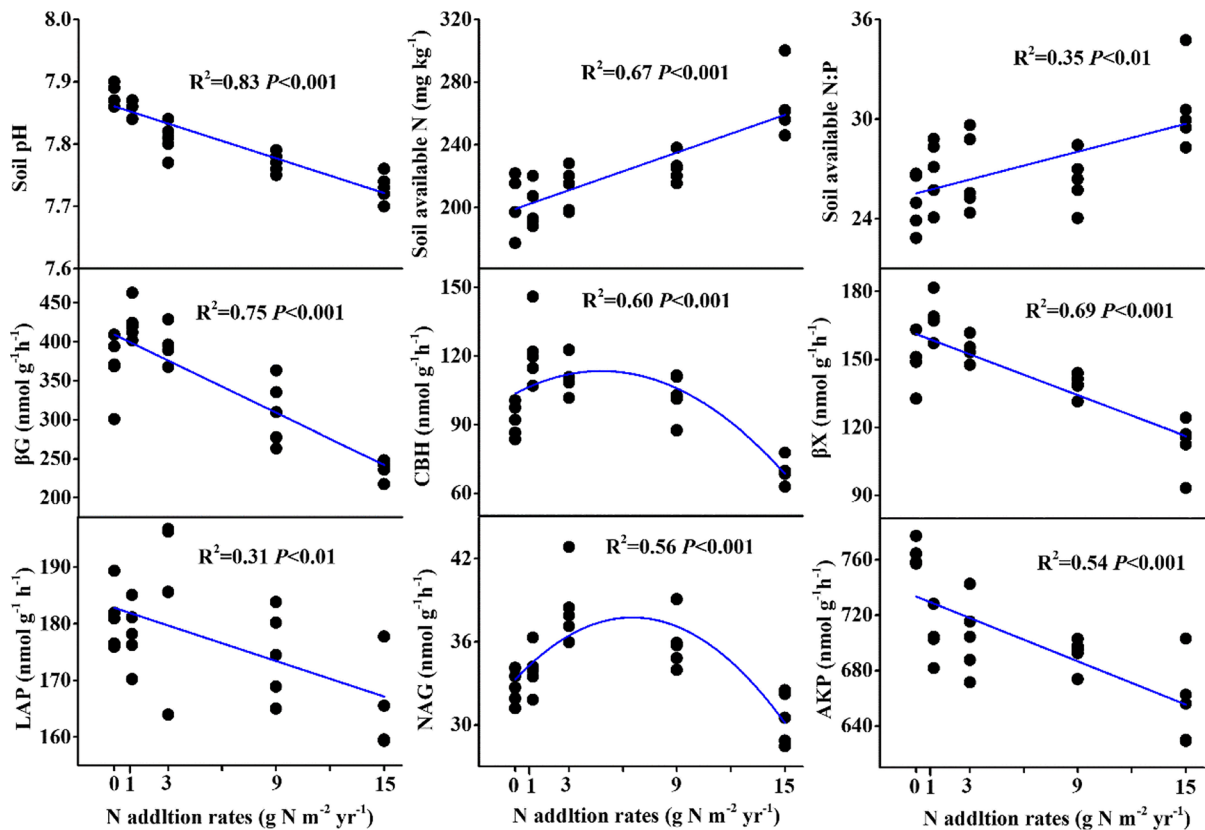 8.0
7.9
7.8
7.7
7.6
Soil pH
R²=0.83 P<0.001
320
280
240
200
Soil available N (mg kg⁻¹)
R²=0.67 P<0.001
36
30
24
Soil available N:P
R²=0.35 P<0.01
450
400
350
300
250
200
βG (nmol g⁻¹h⁻¹)
R²=0.75 P<0.001
150
120
90
60
CBH (nmol g⁻¹h⁻¹)
R²=0.60 P<0.001
180
150
120
90
βX (nmol g⁻¹h⁻¹)
R²=0.69 P<0.001
190
180
170
160
LAP (nmol g⁻¹ h⁻¹)
R²=0.31 P<0.01
0 1 3 9 15
N addltion rates (g N m⁻² yr⁻¹)
42
36
30
NAG (nmol g⁻¹h⁻¹)
R²=0.56 P<0.001
0 1 3 9 15
N addltion rates (g N m⁻² yr⁻¹)
760
720
680
640
AKP (nmol g⁻¹h⁻¹)
R²=0.54 P<0.001
0 1 3 9 15
N addltion rates (g N m⁻² yr⁻¹)